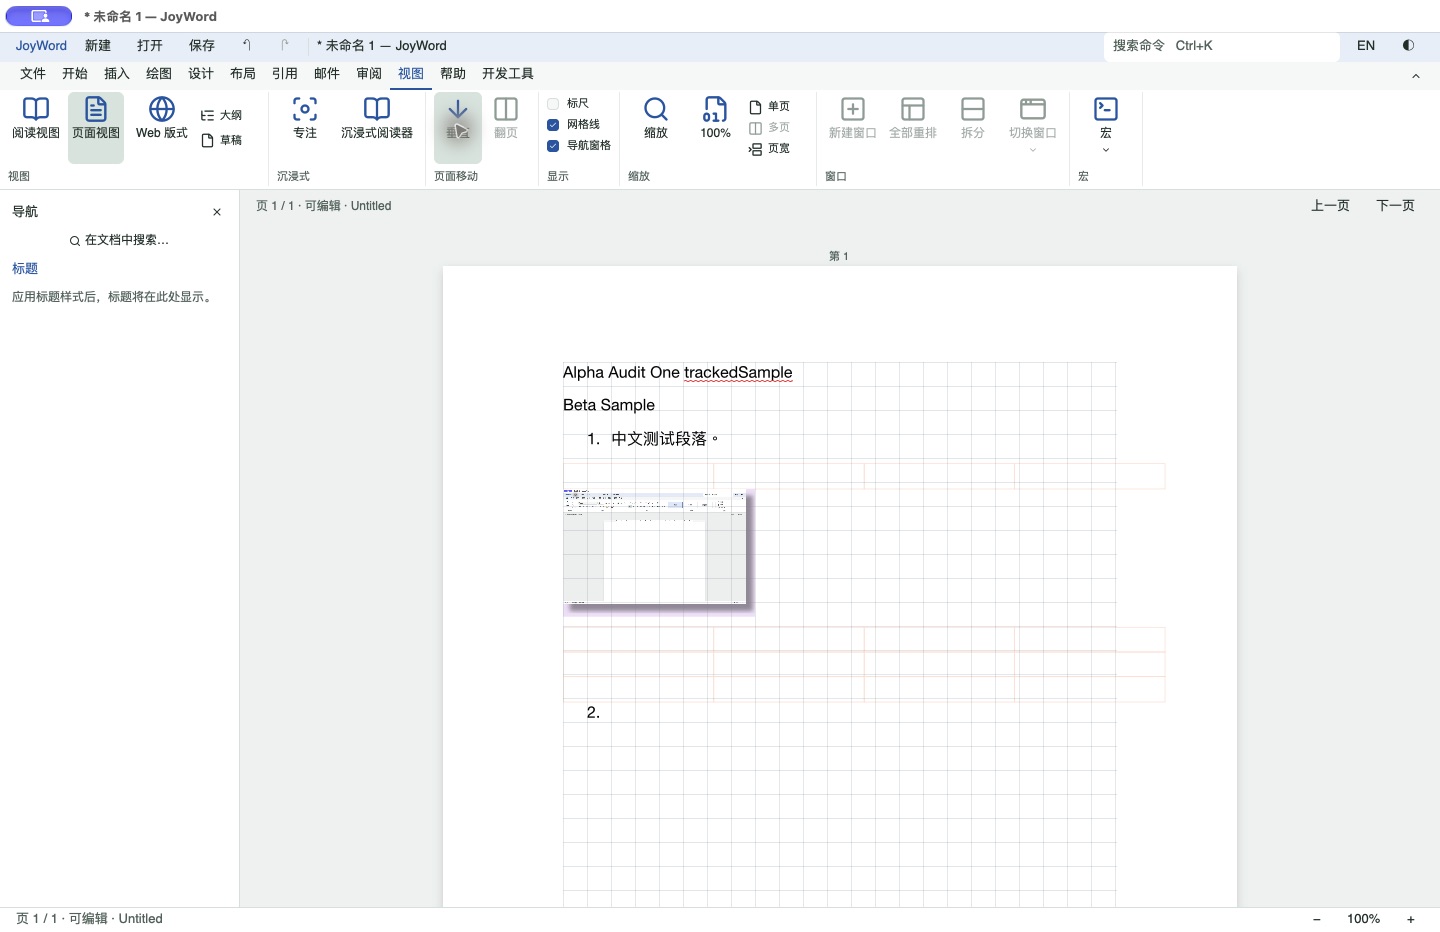 * 未命名 1 — JoyWord
JoyWord 新建 打开 保存 * 未命名 1 — JoyWord 搜索命令 Ctrl+K EN
文件 开始 插入 绘图 设计 布局 引用 邮件 审阅 视图 帮助 开发工具
阅读视图 页面视图 Web 版式 大纲 草稿
视图
专注 沉浸式阅读器
沉浸式
翻页
页面移动
标尺
网格线
导航窗格
显示
缩放 100% 单页 多页 页宽
缩放
新建窗口 全部重排 拆分 切换窗口
窗口
宏
宏
导航
在文档中搜索...
标题
应用标题样式后，标题将在此处显示。
页 1 / 1 · 可编辑 · Untitled 上一页 下一页
第 1
Alpha Audit One trackedSample
Beta Sample
1. 中文测试段落。
2.
页 1 / 1 · 可编辑 · Untitled − 100% +